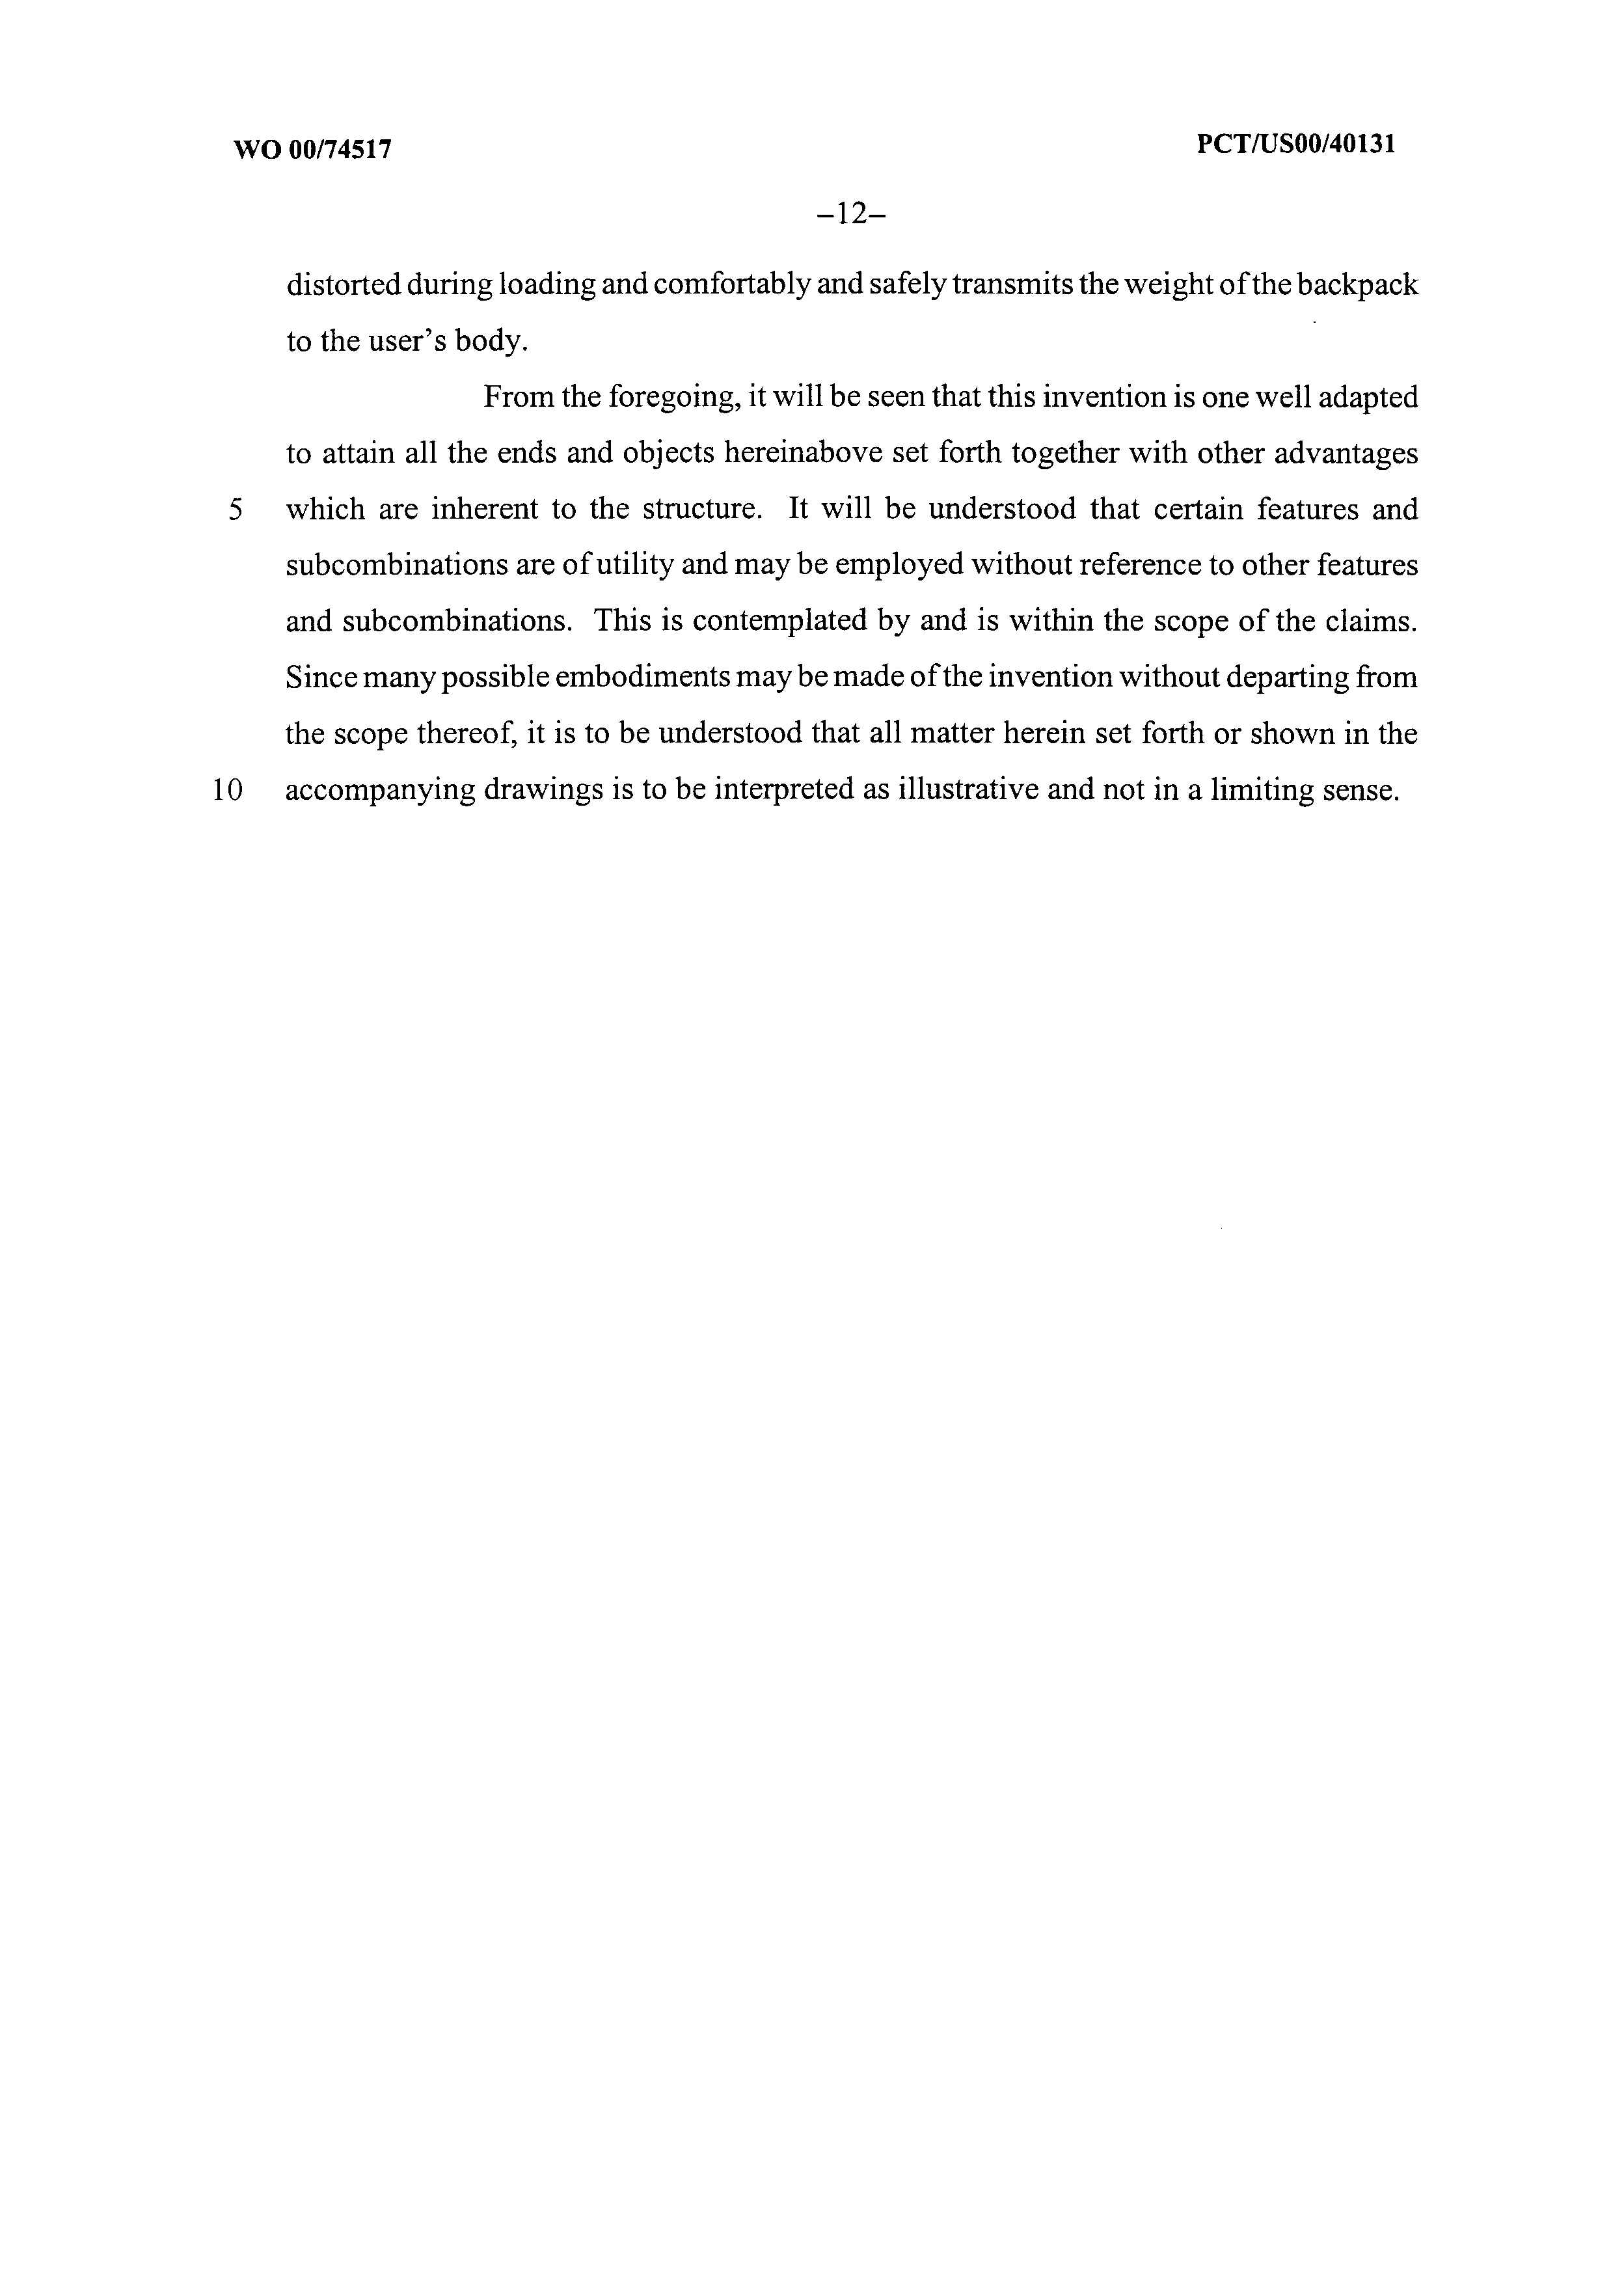 WO 00/74517 PCT/US00/40131
-12-
distorted during loading and comfortably and safely transmits the weight of the backpack
to the user's body.
From the foregoing, it will be seen that this invention is one well adapted
to attain all the ends and objects hereinabove set forth together with other advantages
5 which are inherent to the structure. It will be understood that certain features and
subcombinations are of utility and may be employed without reference to other features
and subcombinations. This is contemplated by and is within the scope of the claims.
Since many possible embodiments may be made of the invention without departing from
the scope thereof, it is to be understood that all matter herein set forth or shown in the
10 accompanying drawings is to be interpreted as illustrative and not in a limiting sense.